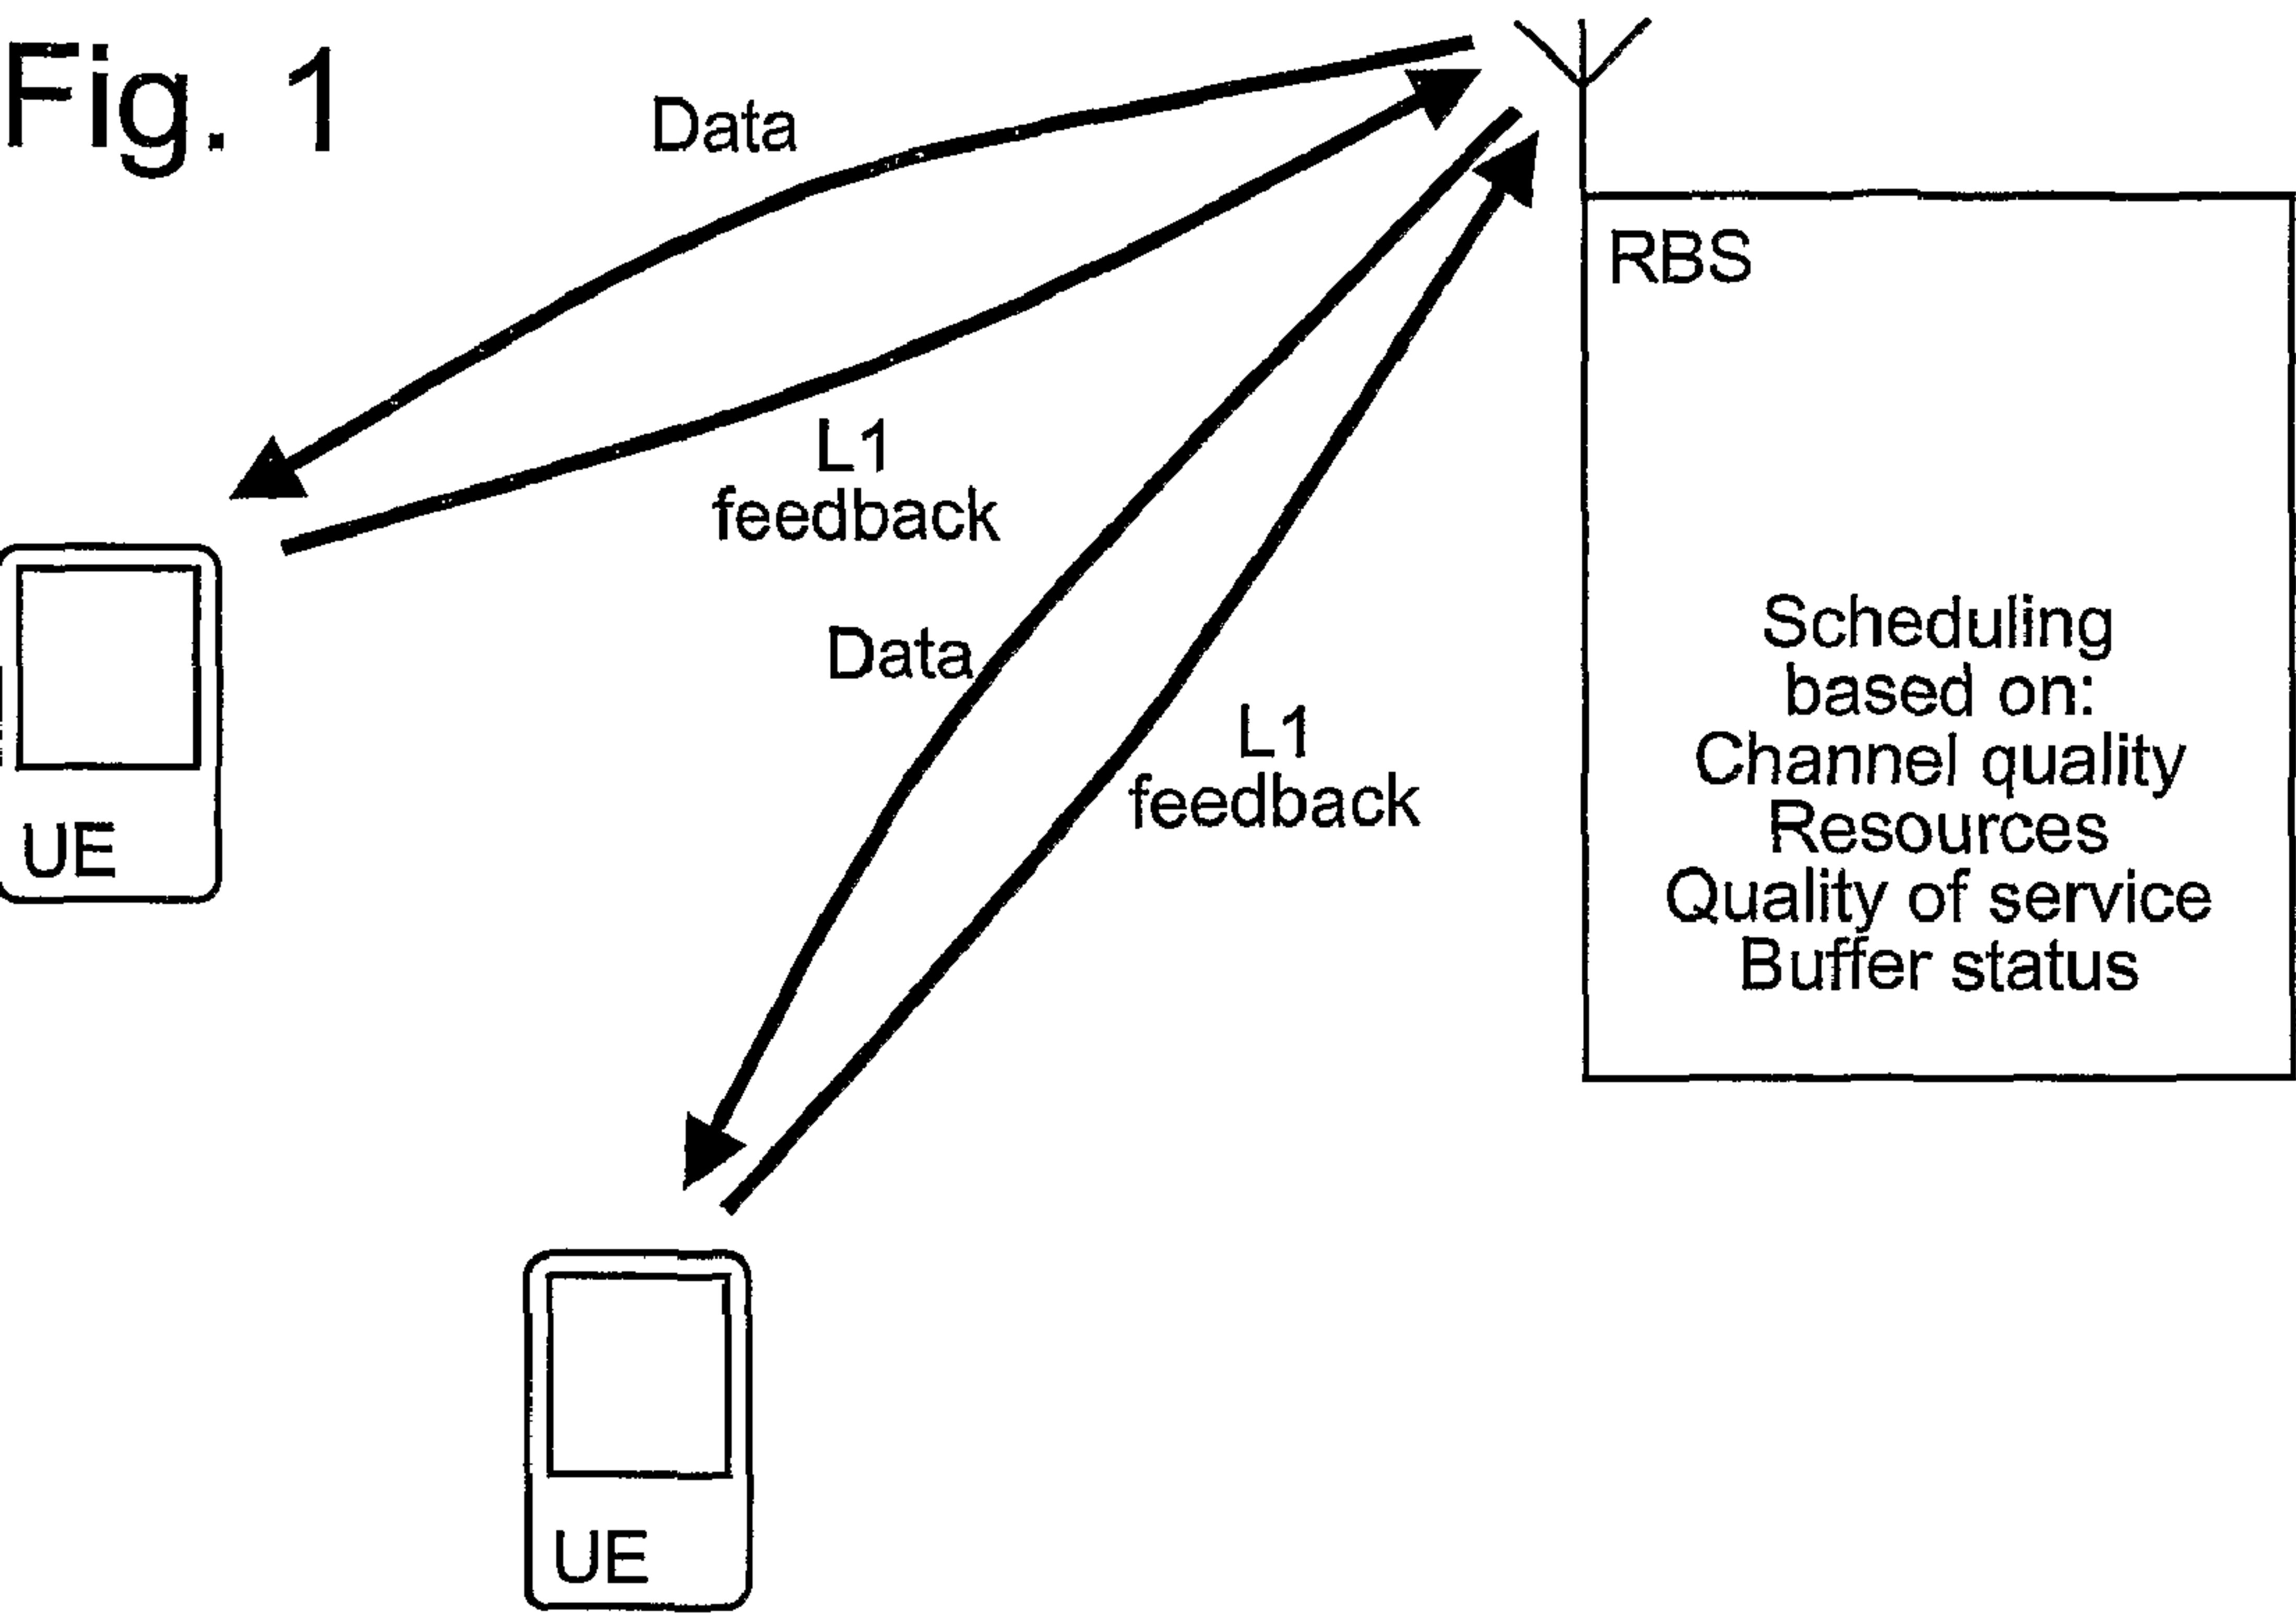 Fig. 1
Data
RBS
L1
feedback
Data
L1
feedback
Scheduling
based on:
Channel quality
Resources
Quality of service
Buffer status
UE
UE